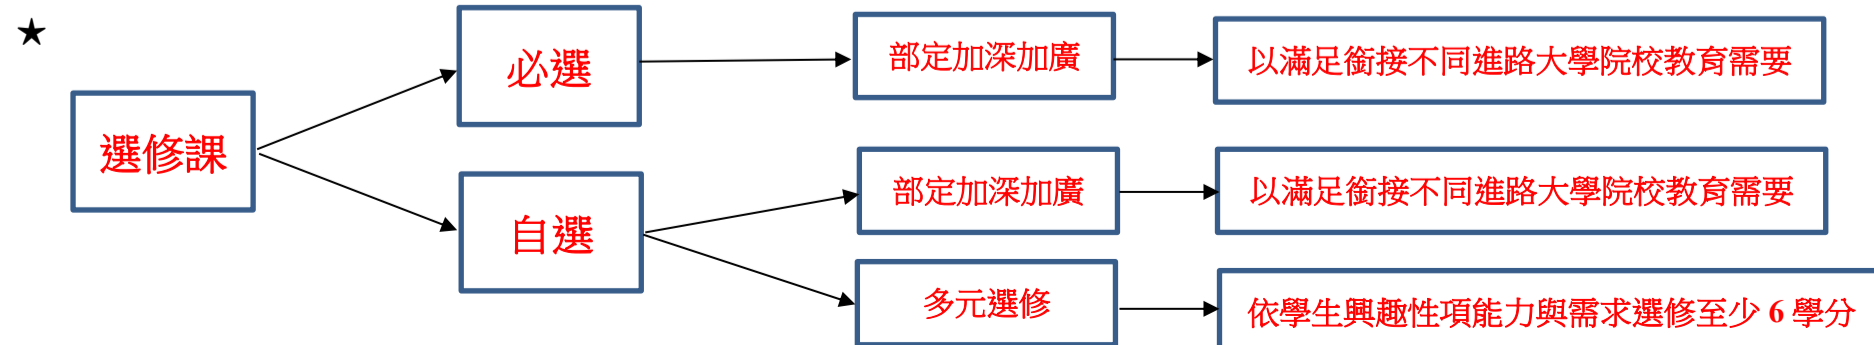 ★
選修課
必選
部定加深加廣
以滿足銜接不同進路大學院校教育需要
自選
部定加深加廣
以滿足銜接不同進路大學院校教育需要
多元選修
依學生興趣性項能力與需求選修至少 6 學分